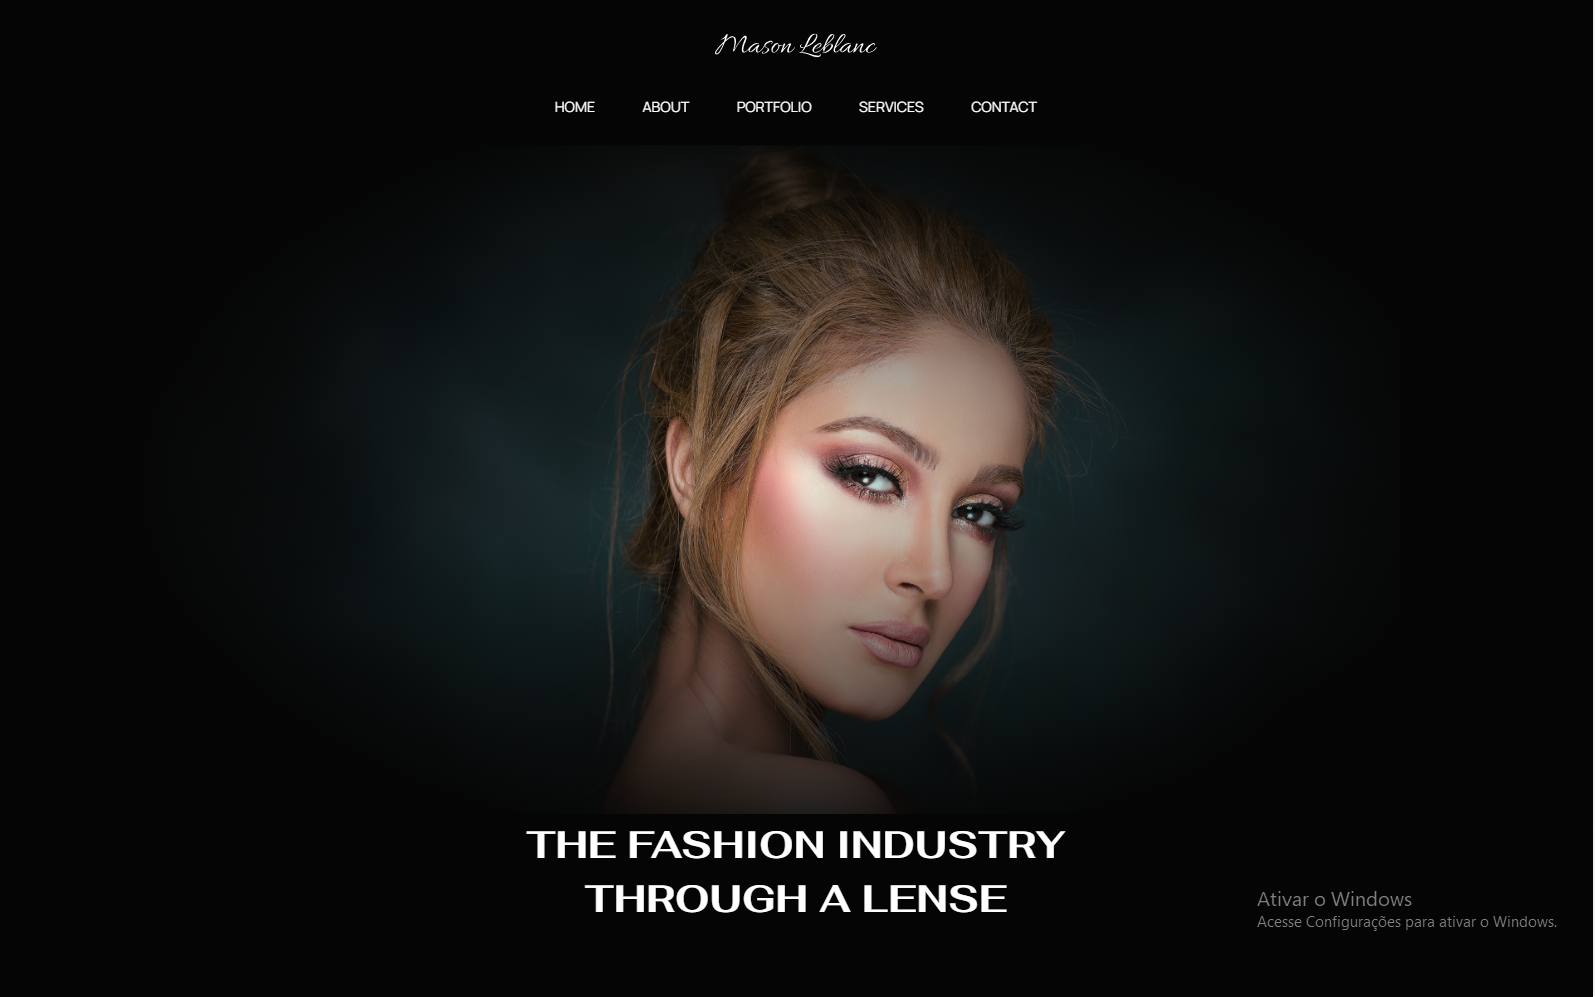 Mason Leblanc
HOME ABOUT PORTFOLIO SERVICES CONTACT
THE FASHION INDUSTRY
THROUGH A LENSE
Ativar o Windows
Acesse Configurações para ativar o Windows.